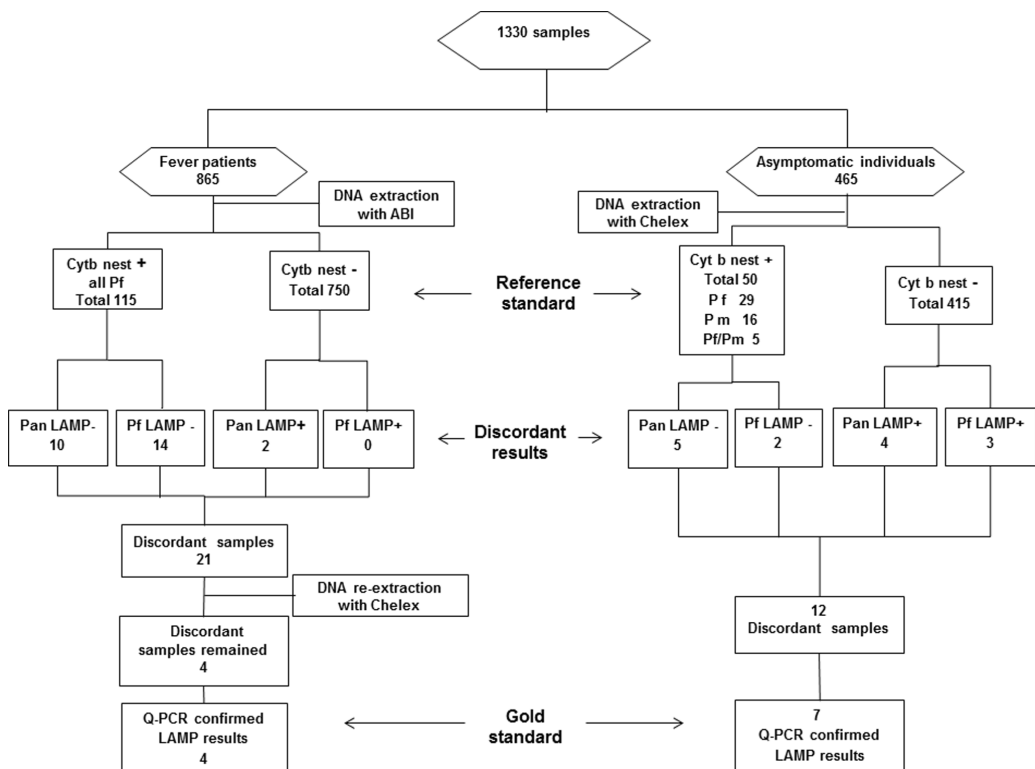 1330 samples
Fever patients
865
Asymptomatic individuals
465
DNA extraction
with ABI
DNA extraction
with Chelex
Cytb nest +
all Pf
Total 115
Cytb nest -
Total 750
Reference
standard
Cyt b nest +
Total 50
P f 29
P m 16
Pf/Pm 5
Cyt b nest -
Total 415
Pan LAMP-
10
Pf LAMP -
14
Pan LAMP+
2
Pf LAMP+
0
Discordant
results
Pan LAMP -
5
Pf LAMP -
2
Pan LAMP+
4
Pf LAMP+
3
Discordant samples
21
DNA re-extraction
with Chelex
Discordant
samples remained
4
12
Discordant samples
Q-PCR confirmed
LAMP results
4
Gold
standard
7
Q-PCR confirmed
LAMP results